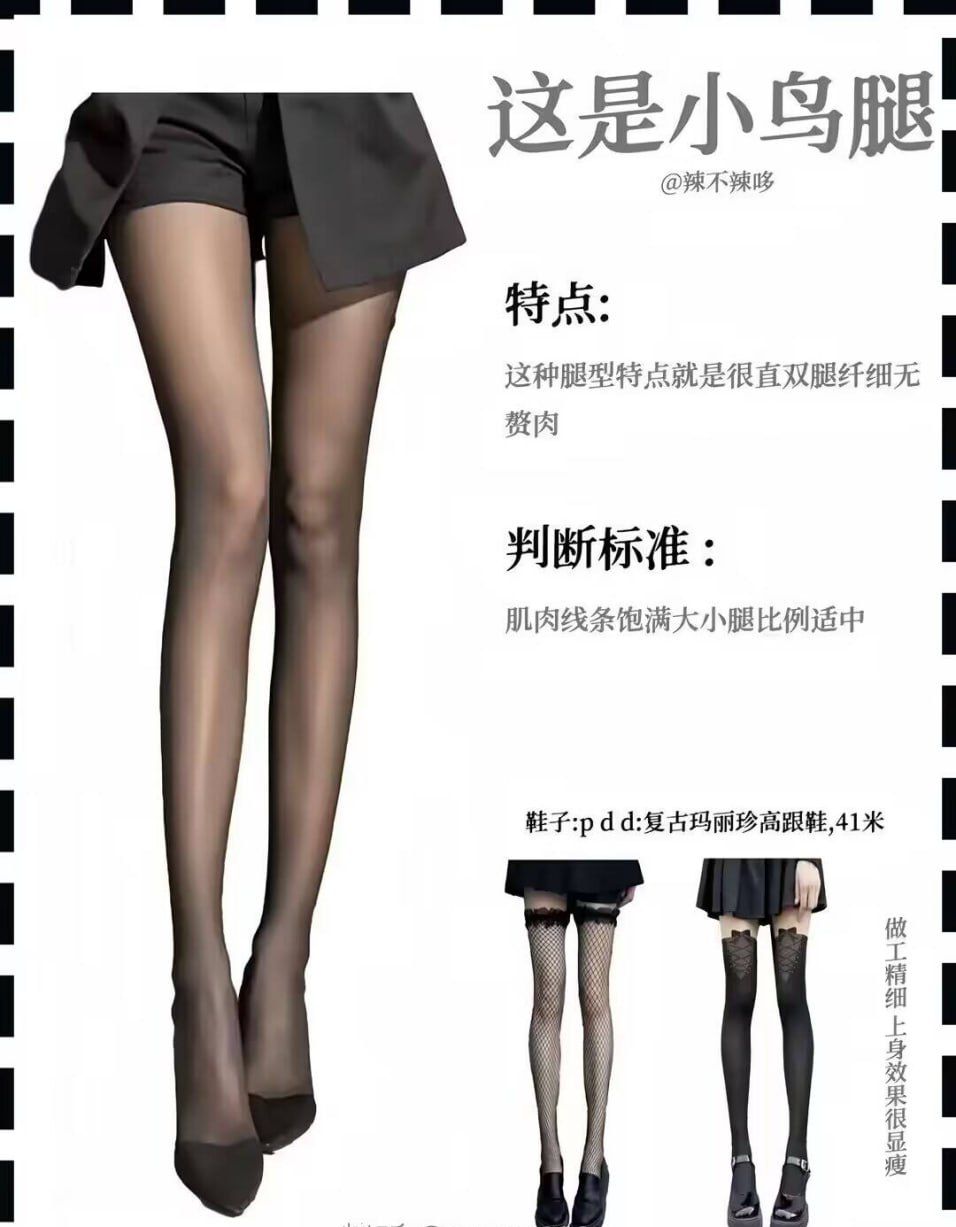 这是小鸟腿
@辣不辣哆
特点:
这种腿型特点就是很直双腿纤细无
赘肉
判断标准：
肌肉线条饱满大小腿比例适中
鞋子:p d d:复古玛丽珍高跟鞋,41米
做工精细 上身效果很显瘦